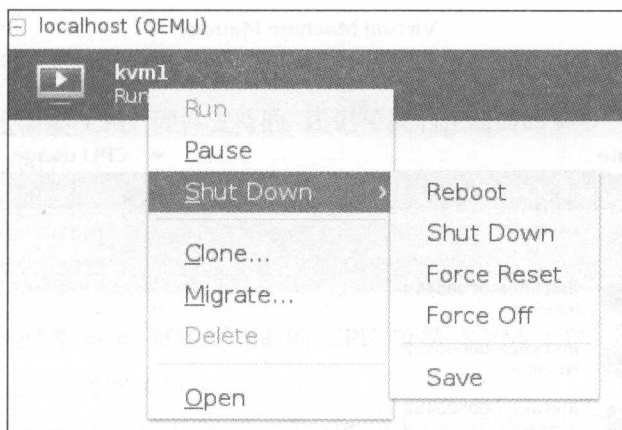 localhost (QEMU)
kvm1
Run
Run
Pause
Shut Down
Clone...
Migrate...
Delete
Open
Reboot
Shut Down
Force Reset
Force Off
Save